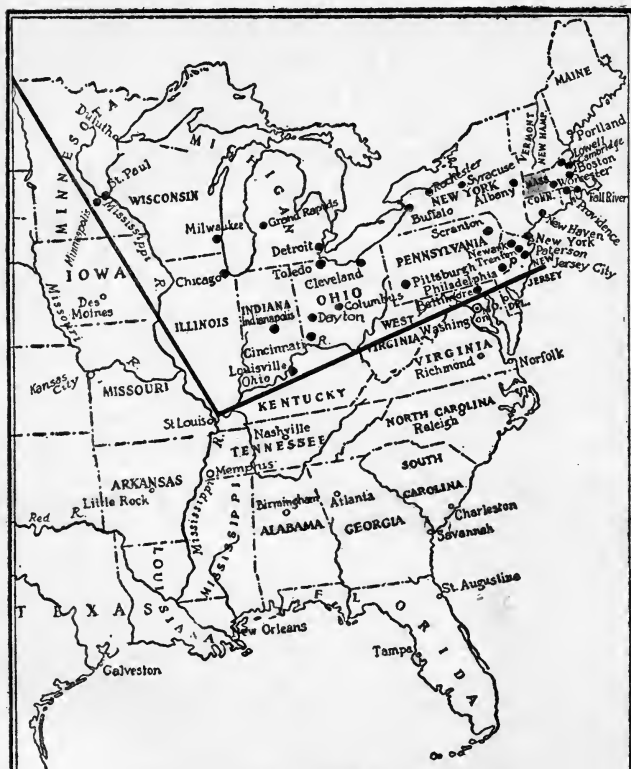 MAINE
VERMONT
NEW HAMP.
MASS.
CONN.
Portland
Lowell
Cambridge
Boston
Worcester
Fall River
Providence
New Haven
Rochester
Syracuse
NEW YORK
Albany
Buffalo
MINNESOTA
Duluth
St. Paul
Minneapolis
Mississippi R.
WISCONSIN
Milwaukee
MICHIGAN
Grand Rapids
Detroit
Toledo
Cleveland
Scranton
PENNSYLVANIA
Newark
New York
Paterson
Jersey City
Trenton
Pittsburgh
Philadelphia
Baltimore
NEW JERSEY
IOWA
Des Moines
Missouri R.
Chicago
ILLINOIS
INDIANA
Indianapolis
OHIO
Columbus
Dayton
Cincinnati
Louisville
Ohio R.
WEST VIRGINIA
Washington
VIRGINIA
Richmond
Norfolk
Kansas City
MISSOURI
St Louis
KENTUCKY
Nashville
TENNESSEE
Memphis
NORTH CAROLINA
Raleigh
SOUTH CAROLINA
Charleston
Savannah
ARKANSAS
Little Rock
Red R.
Mississippi R.
MISSISSIPPI
Birmingham
ALABAMA
Atlanta
GEORGIA
LOUISIANA
TEXAS
New Orleans
Galveston
St. Augustine
FLORIDA
Tampa